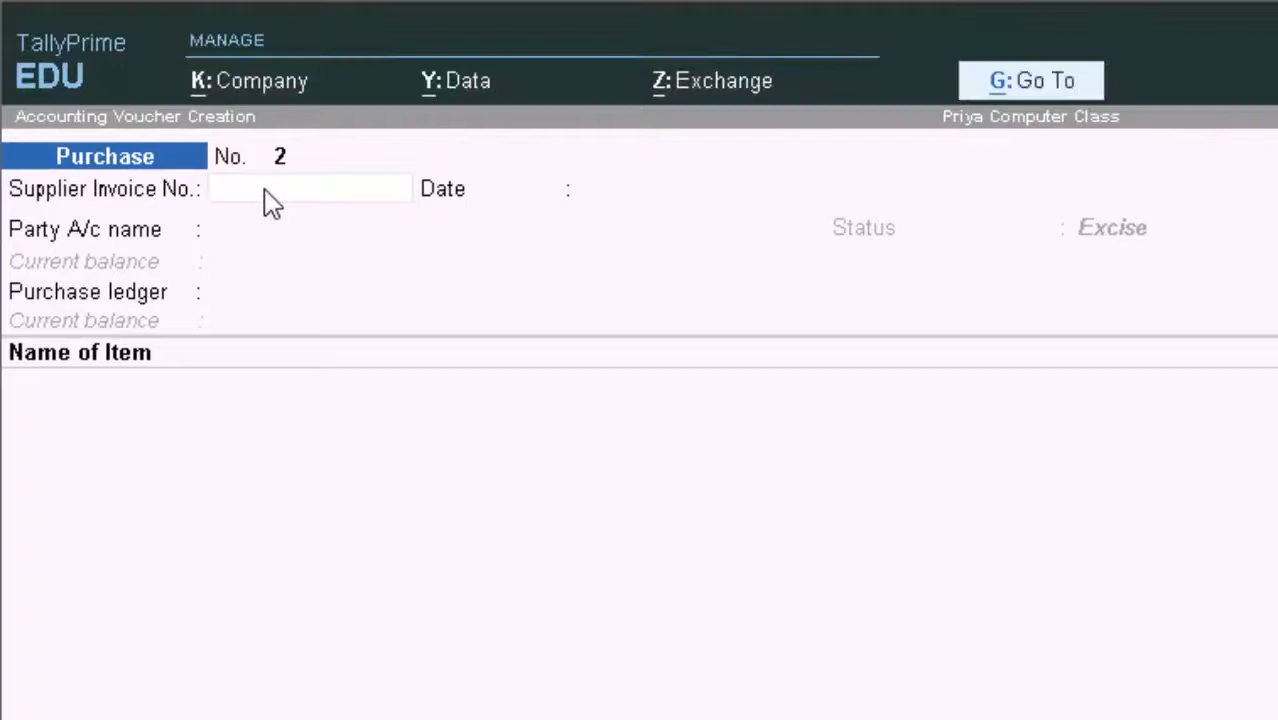 TallyPrime
EDU
MANAGE
K: Company Y: Data Z: Exchange G: Go To
Accounting Voucher Creation Priya Computer Class
Purchase No. 2
Supplier Invoice No.: Date :
Party A/c name : Status : Excise
Current balance :
Purchase ledger :
Current balance :
Name of Item